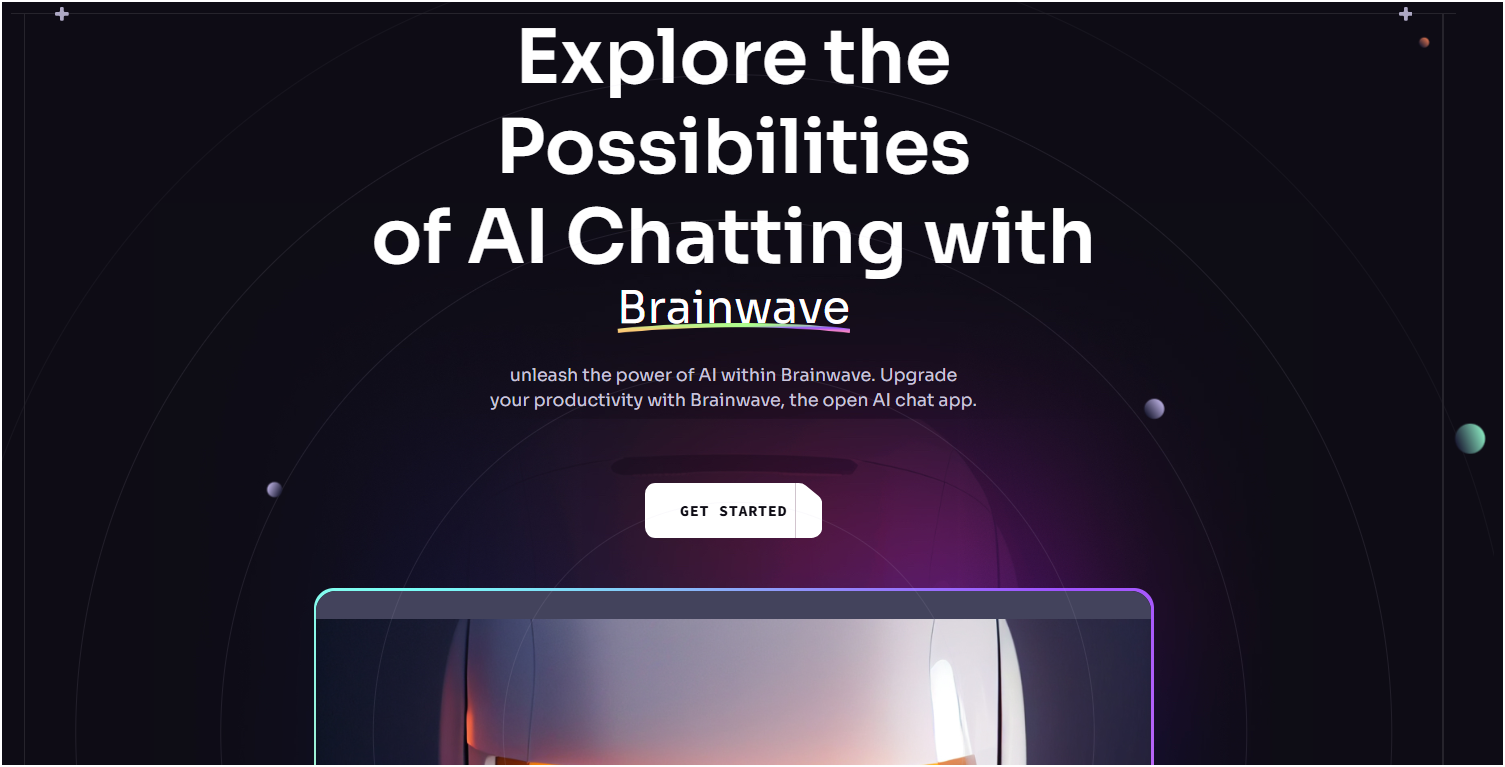 Explore the
Possibilities
of AI Chatting with
Brainwave
unleash the power of AI within Brainwave. Upgrade
your productivity with Brainwave, the open AI chat app.
GET STARTED